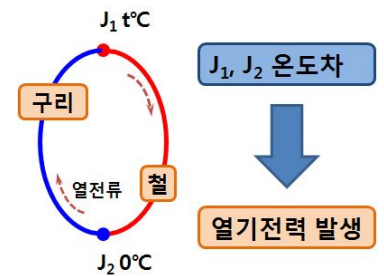 J₁ t℃
구리
열전류
철
J₂ 0℃
J₁, J₂ 온도차
열기전력 발생